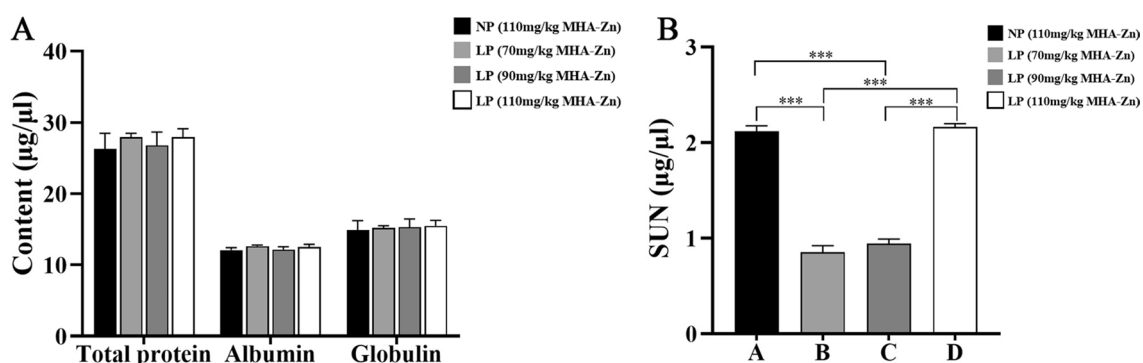 A
NP (110mg/kg MHA-Zn)
LP (70mg/kg MHA-Zn)
LP (90mg/kg MHA-Zn)
LP (110mg/kg MHA-Zn)
Content (µg/µl)
40
30
20
10
0
Total protein Albumin Globulin
B
NP (110mg/kg MHA-Zn)
LP (70mg/kg MHA-Zn)
LP (90mg/kg MHA-Zn)
LP (110mg/kg MHA-Zn)
SUN (µg/µl)
3
2
1
0
***
***
*** ***
A B C D